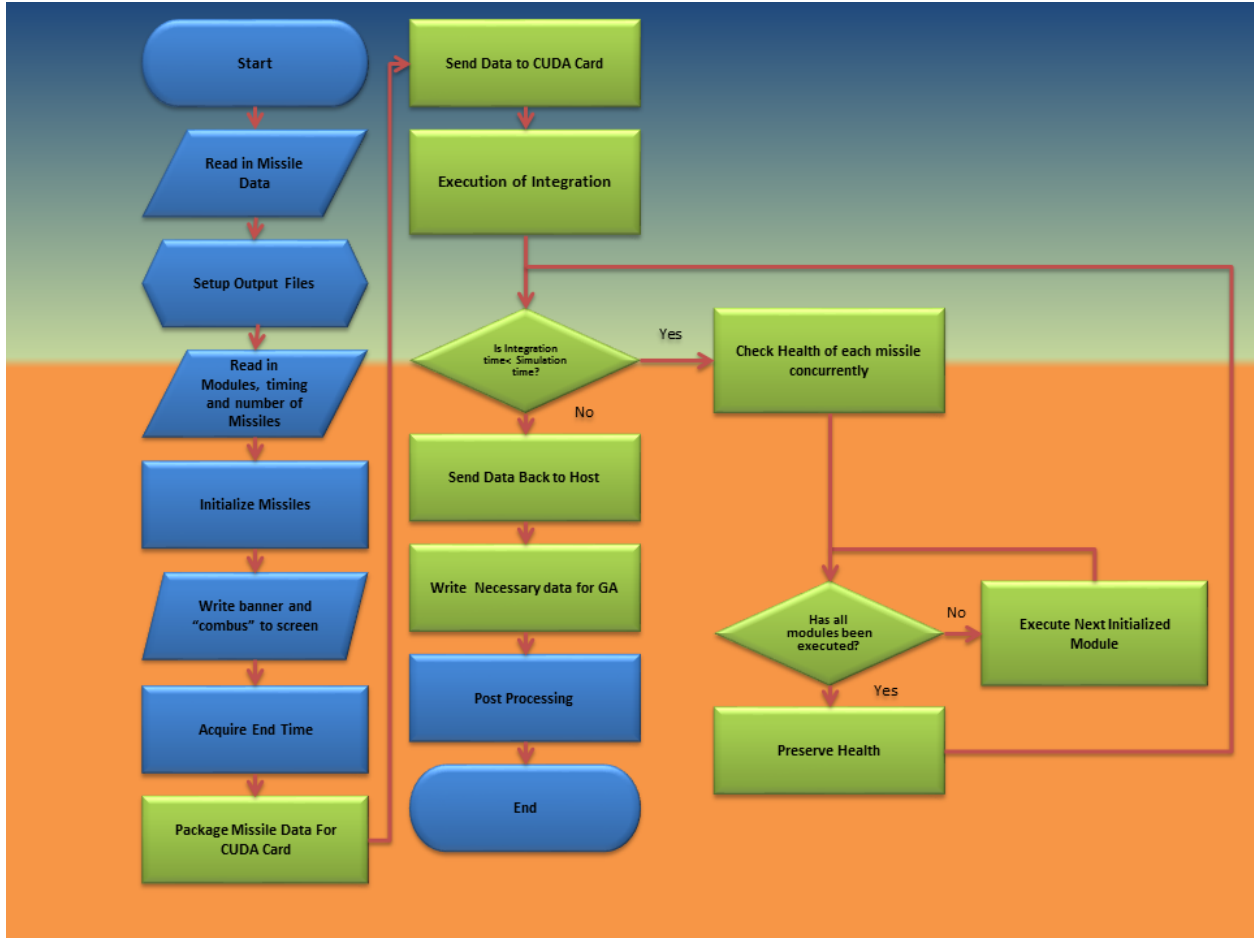 Start
Read in Missile
Data
Setup Output Files
Read in
Modules, timing
and number of
Missiles
Initialize Missiles
Write banner and
"combus" to screen
Acquire End Time
Package Missile Data For
CUDA Card
Send Data to CUDA Card
Execution of Integration
Is Integration
time< Simulation
time?
Yes
No
Send Data Back to Host
Write Necessary data for GA
Post Processing
End
Check Health of each missile
concurrently
Has all
modules been
executed?
No
Yes
Execute Next Initialized
Module
Preserve Health